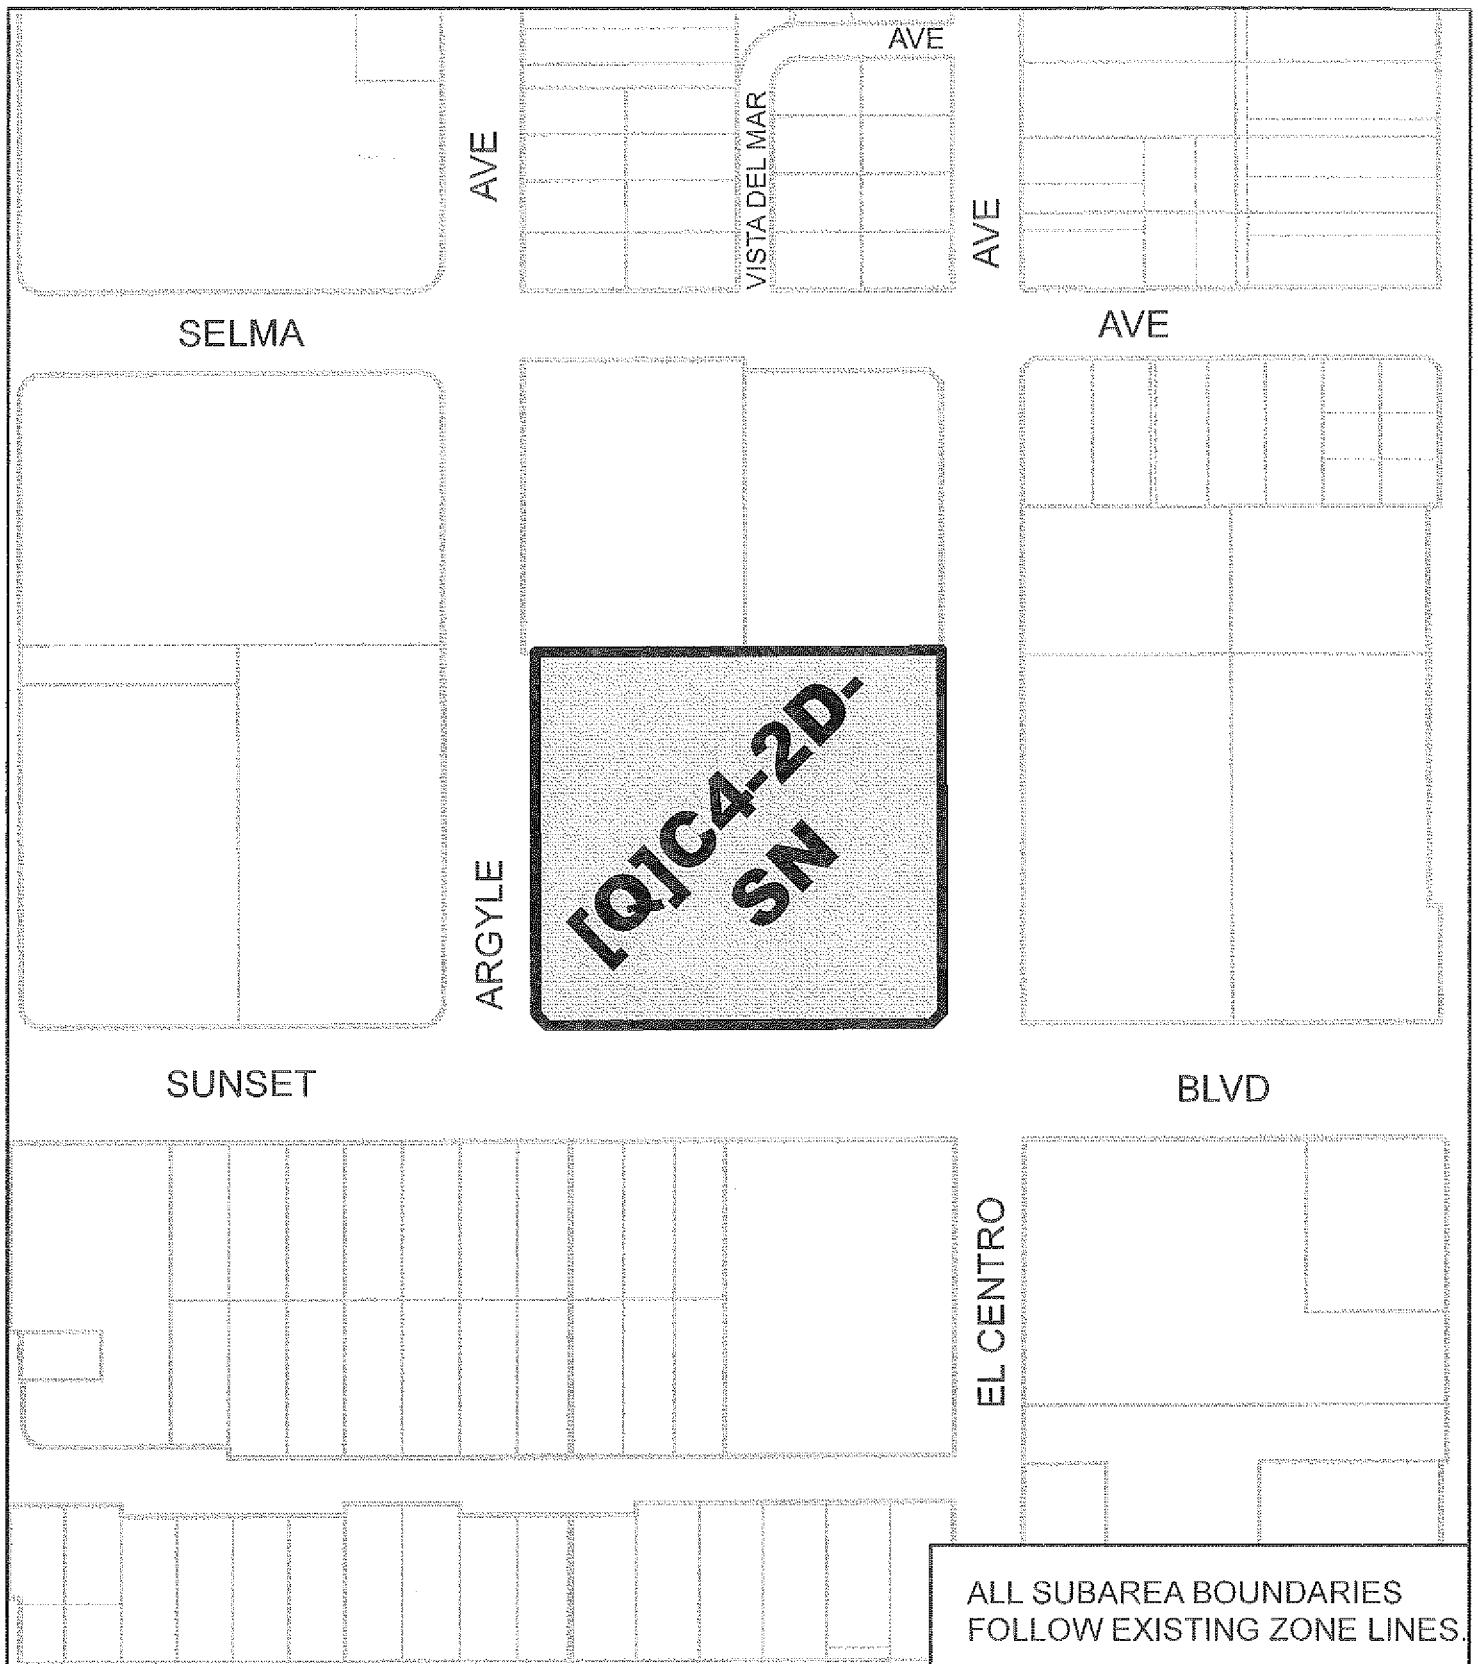 AVE
AVE
VISTA DEL MAR
AVE
SELMA
AVE
[Q]C4-2D-
SN
ARGYLE
SUNSET
BLVD
EL CENTRO
ALL SUBAREA BOUNDARIES
FOLLOW EXISTING ZONE LINES.